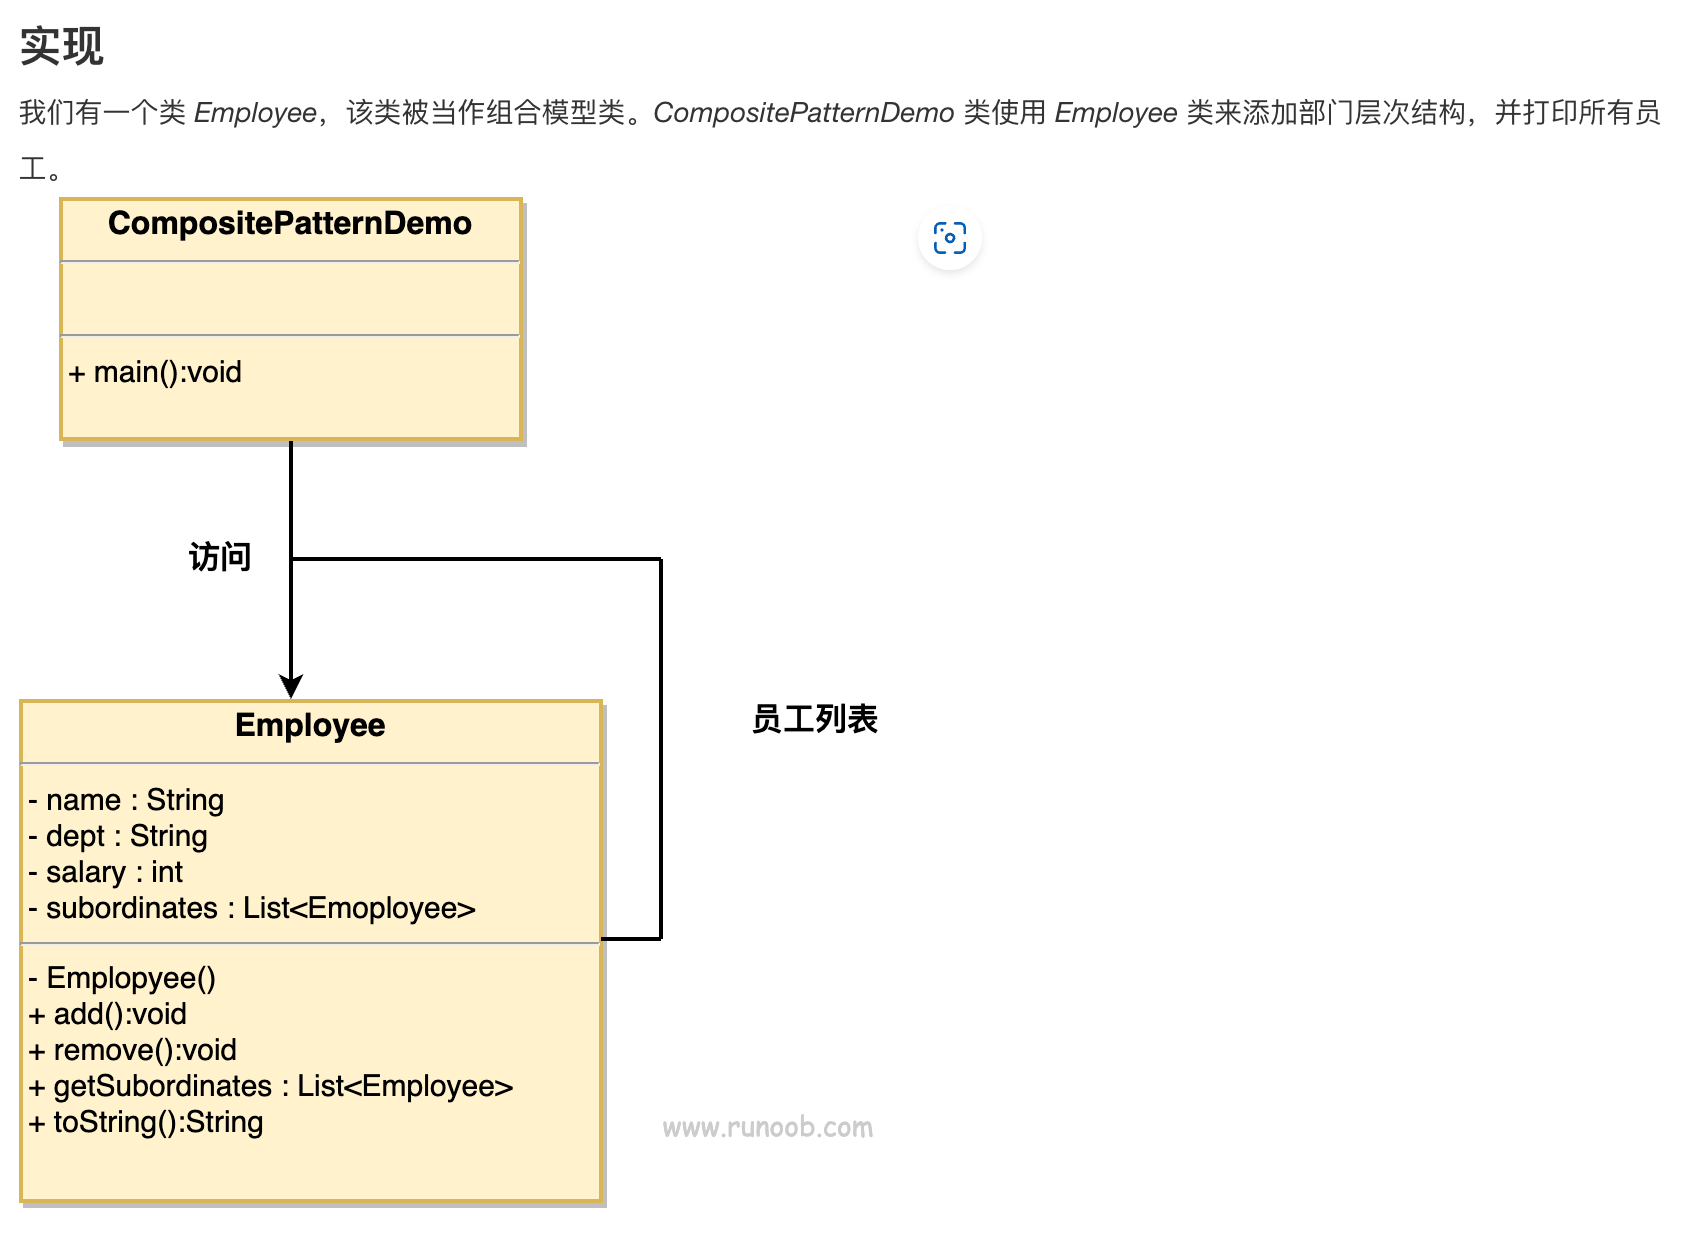 实现
我们有一个类 Employee，该类被当作组合模型类。CompositePatternDemo 类使用 Employee 类来添加部门层次结构，并打印所有员
工。
CompositePatternDemo
+ main():void
访问
员工列表
Employee
- name : String
- dept : String
- salary : int
- subordinates : List<Emoployee>
- Emplopyee()
+ add():void
+ remove():void
+ getSubordinates : List<Employee>
+ toString():String
www.runoob.com